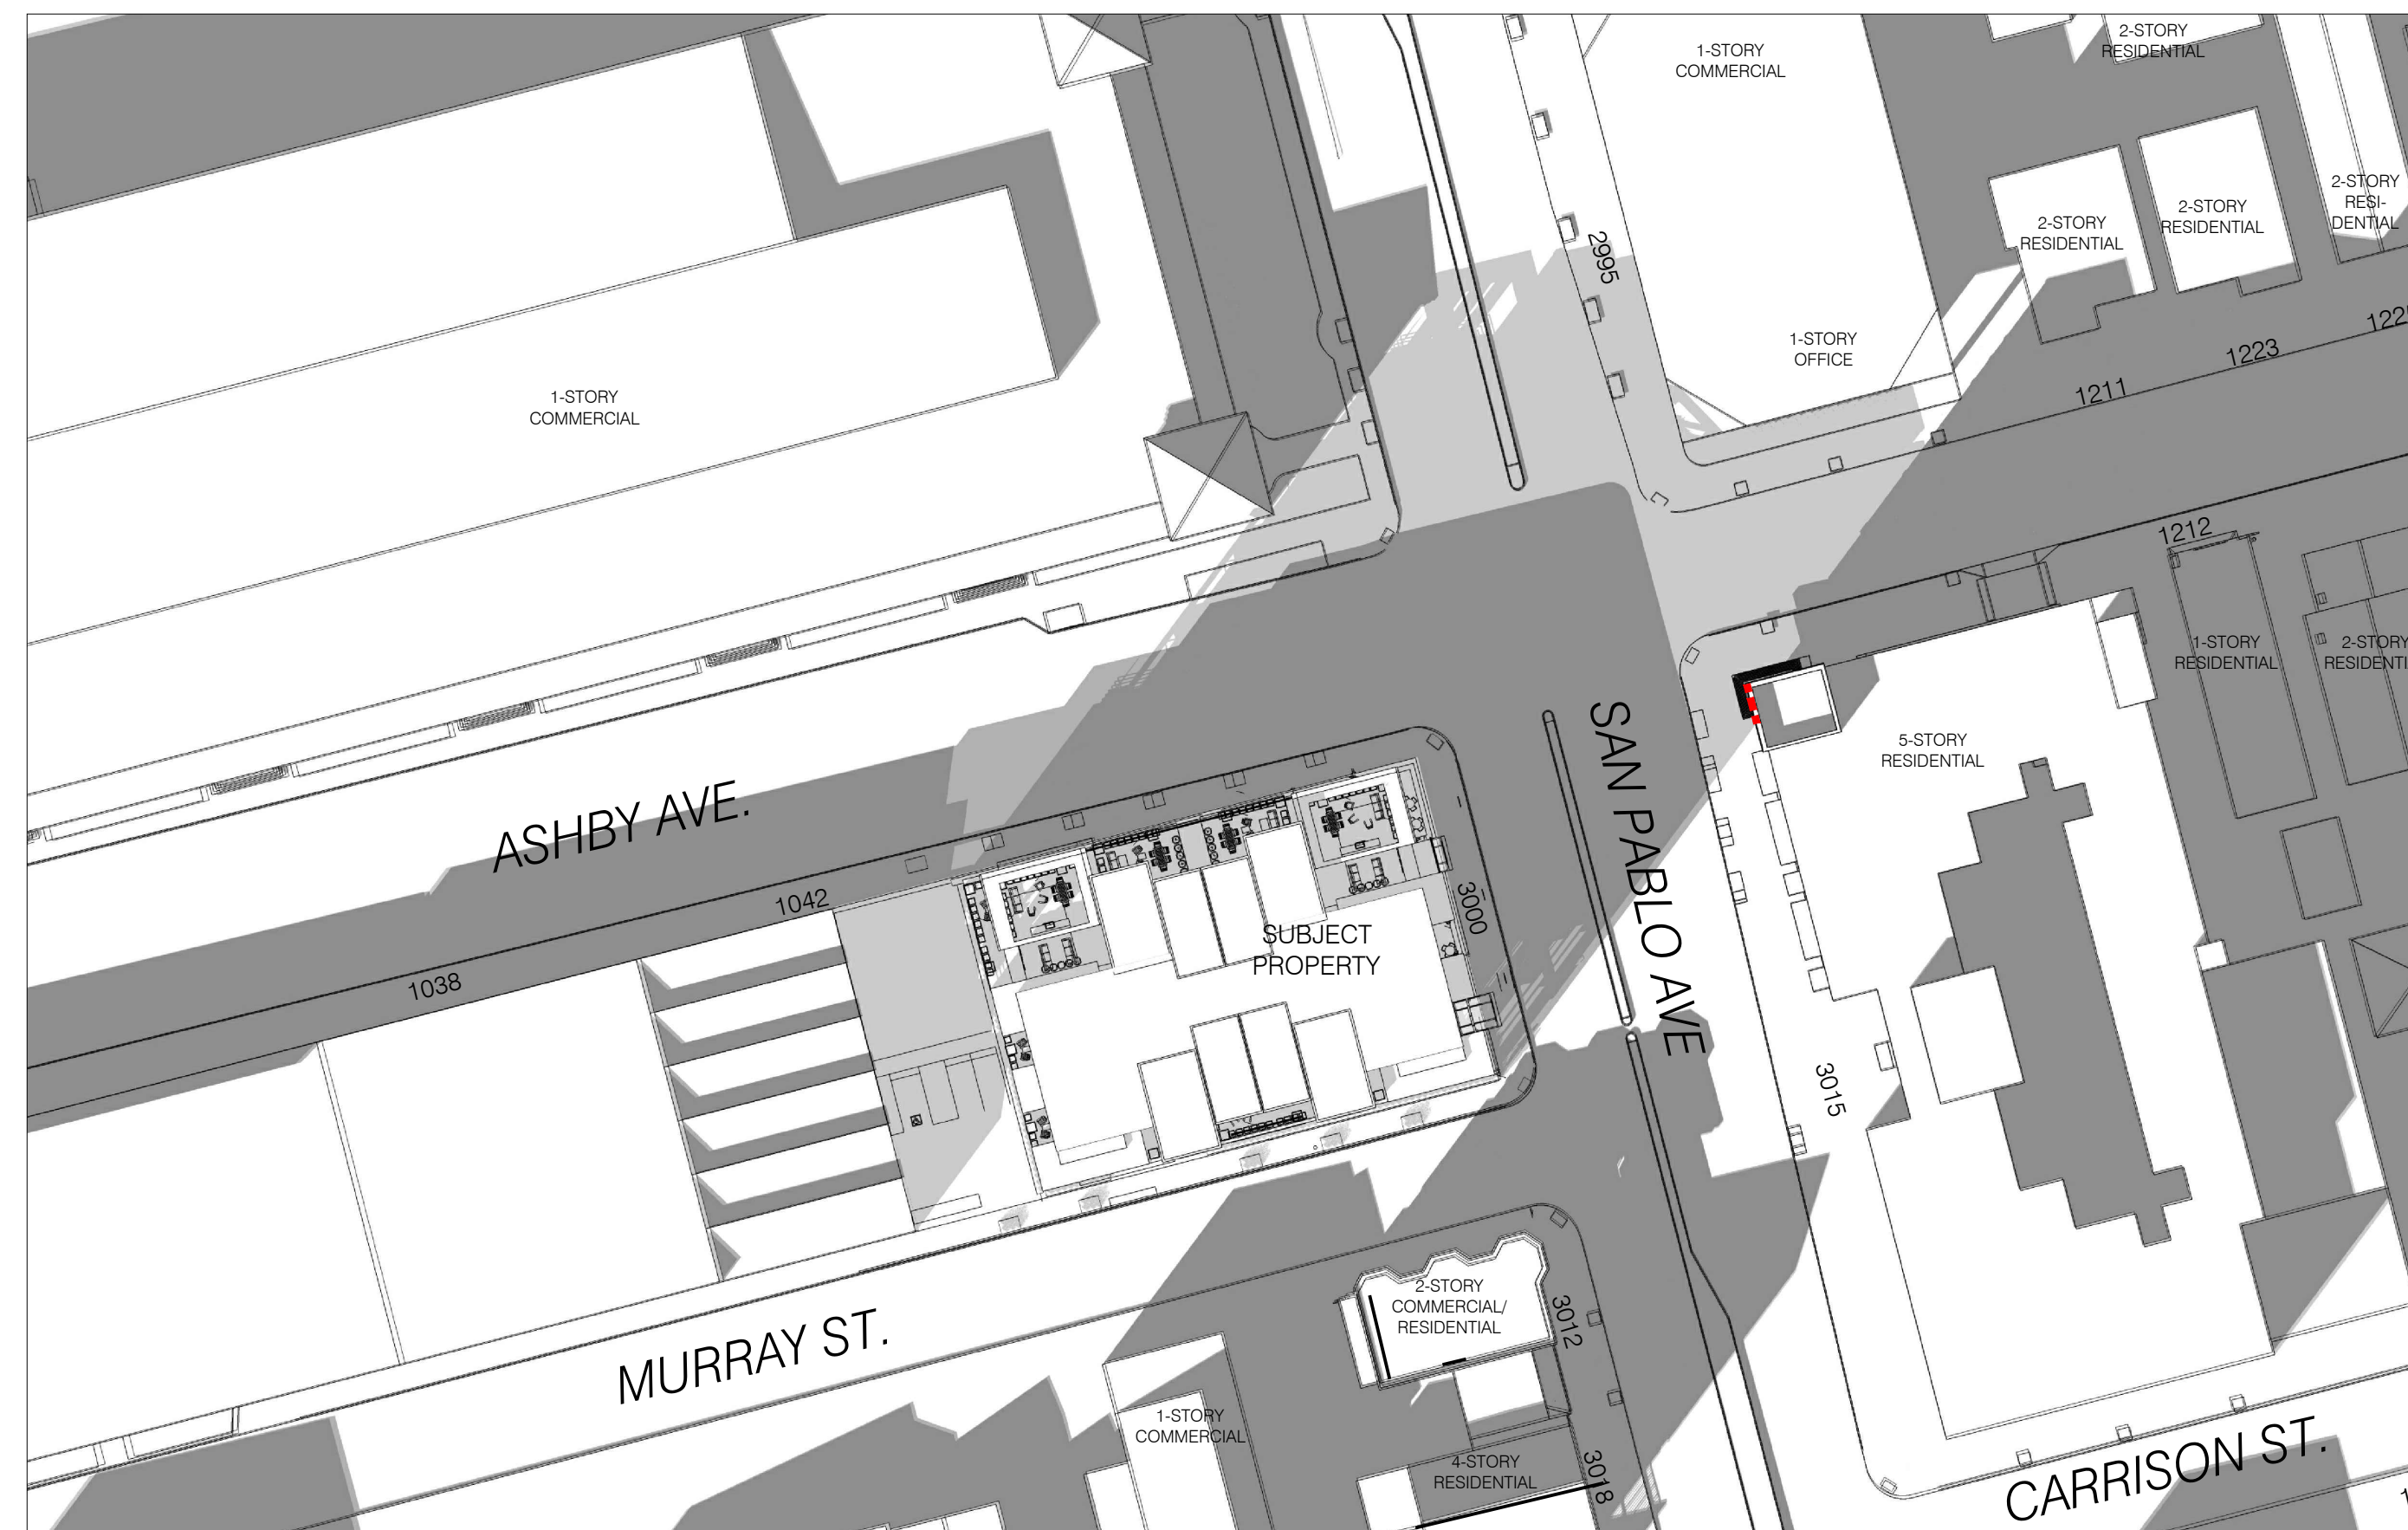 2-STORY
RESIDENTIAL
1-STORY
COMMERCIAL
2-STORY
RESI-
DENTIAL
2-STORY
RESIDENTIAL
2-STORY
RESIDENTIAL
2995
1-STORY
OFFICE
1223
1211
1-STORY
COMMERCIAL
1212
1-STORY
RESIDENTIAL
2-STORY
SAN PABLO AVE
5-STORY
RESIDENTIAL
ASHBY AVE.
1042
3000
SUBJECT
PROPERTY
1038
3015
2-STORY
COMMERCIAL/
RESIDENTIAL
3012
MURRAY ST.
1-STORY
COMMERCIAL
4-STORY
RESIDENTIAL
3018
CARRISON ST.